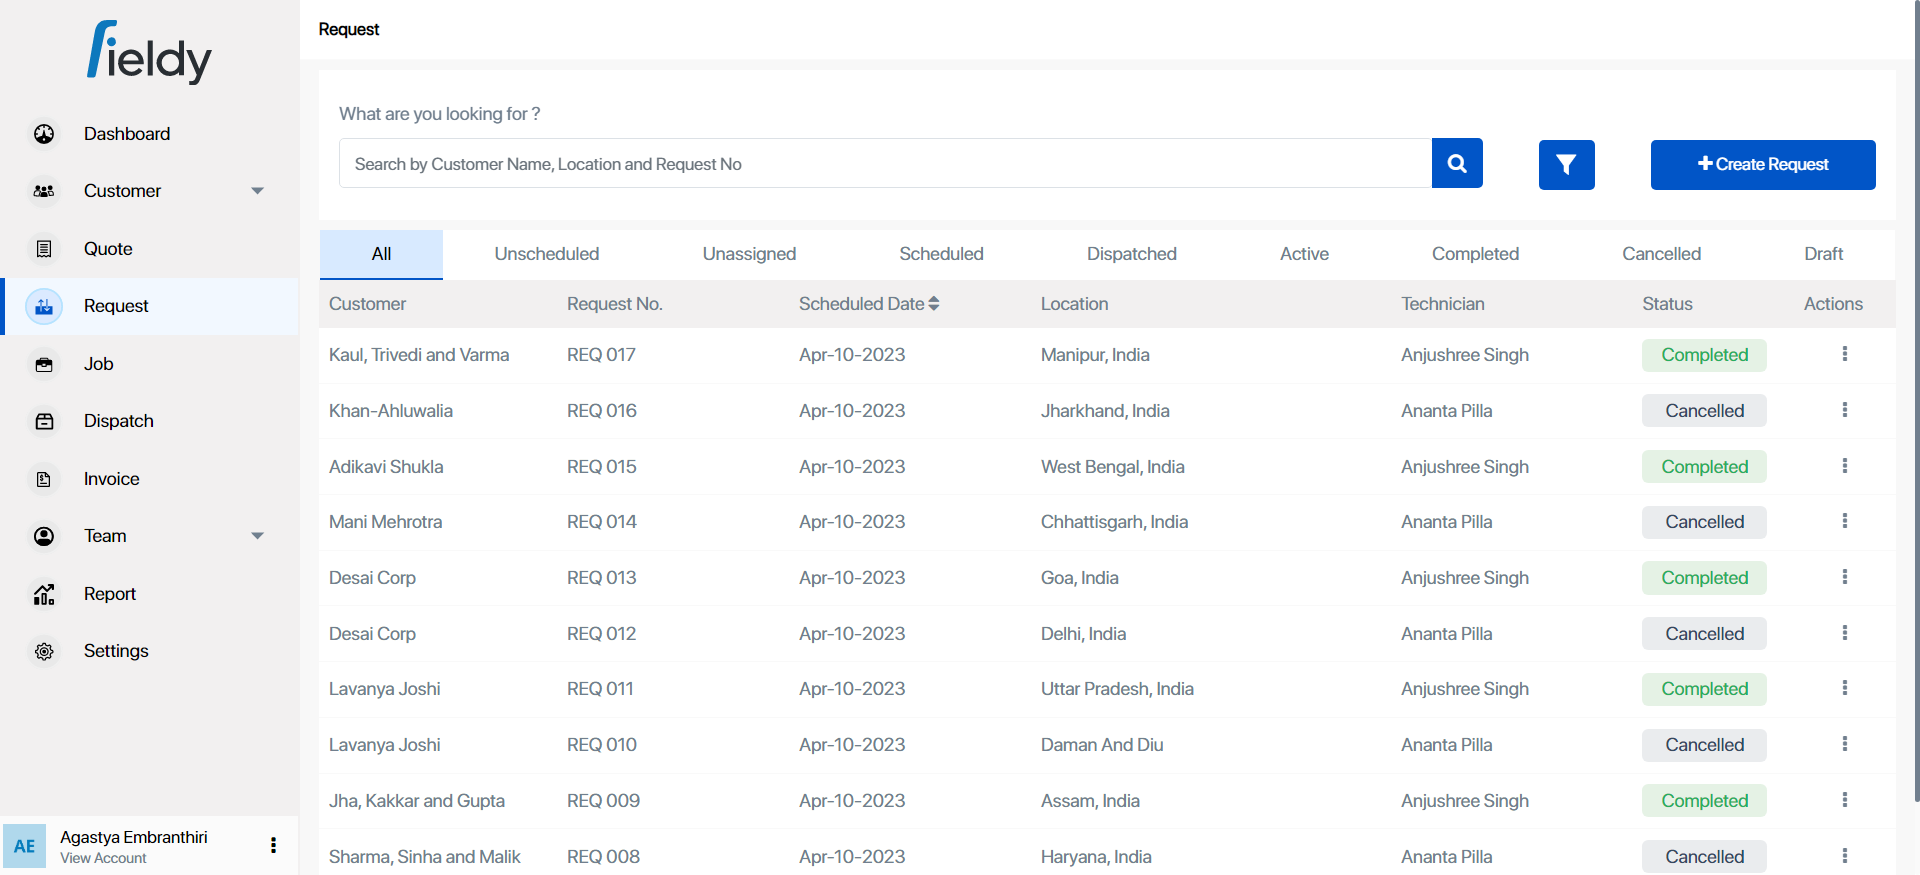 fieldy
Dashboard
Customer
Quote
Request
Job
Dispatch
Invoice
Team
Report
Settings
AE
Agastya Embranthiri
View Account
Request
What are you looking for ?
Search by Customer Name, Location and Request No
Create Request
All Unscheduled Unassigned Scheduled Dispatched Active Completed Cancelled Draft
Customer Request No. Scheduled Date Location Technician Status Actions
Kaul, Trivedi and Varma REQ 017 Apr-10-2023 Manipur, India Anjushree Singh Completed
Khan-Ahluwalia REQ 016 Apr-10-2023 Jharkhand, India Ananta Pilla Cancelled
Adikavi Shukla REQ 015 Apr-10-2023 West Bengal, India Anjushree Singh Completed
Mani Mehrotra REQ 014 Apr-10-2023 Chhattisgarh, India Ananta Pilla Cancelled
Desai Corp REQ 013 Apr-10-2023 Goa, India Anjushree Singh Completed
Desai Corp REQ 012 Apr-10-2023 Delhi, India Ananta Pilla Cancelled
Lavanya Joshi REQ 011 Apr-10-2023 Uttar Pradesh, India Anjushree Singh Completed
Lavanya Joshi REQ 010 Apr-10-2023 Daman And Diu Ananta Pilla Cancelled
Jha, Kakkar and Gupta REQ 009 Apr-10-2023 Assam, India Anjushree Singh Completed
Sharma, Sinha and Malik REQ 008 Apr-10-2023 Haryana, India Ananta Pilla Cancelled